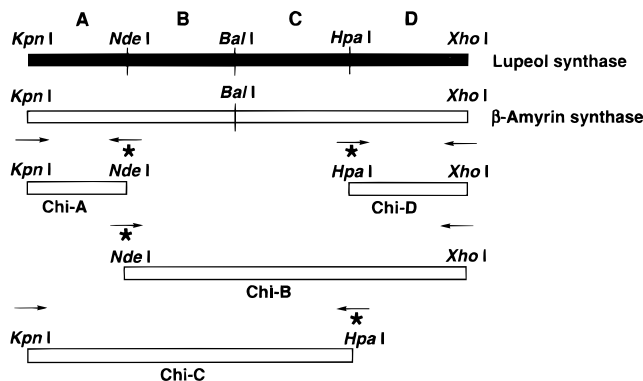 A B C D
Kpn I Nde I Bal I Hpa I Xho I
Lupeol synthase
Kpn I Bal I Xho I
β-Amyrin synthase
* *
Kpn I Nde I Hpa I Xho I
Chi-A Chi-D
*
Nde I Xho I
Chi-B
*
Kpn I Hpa I
Chi-C